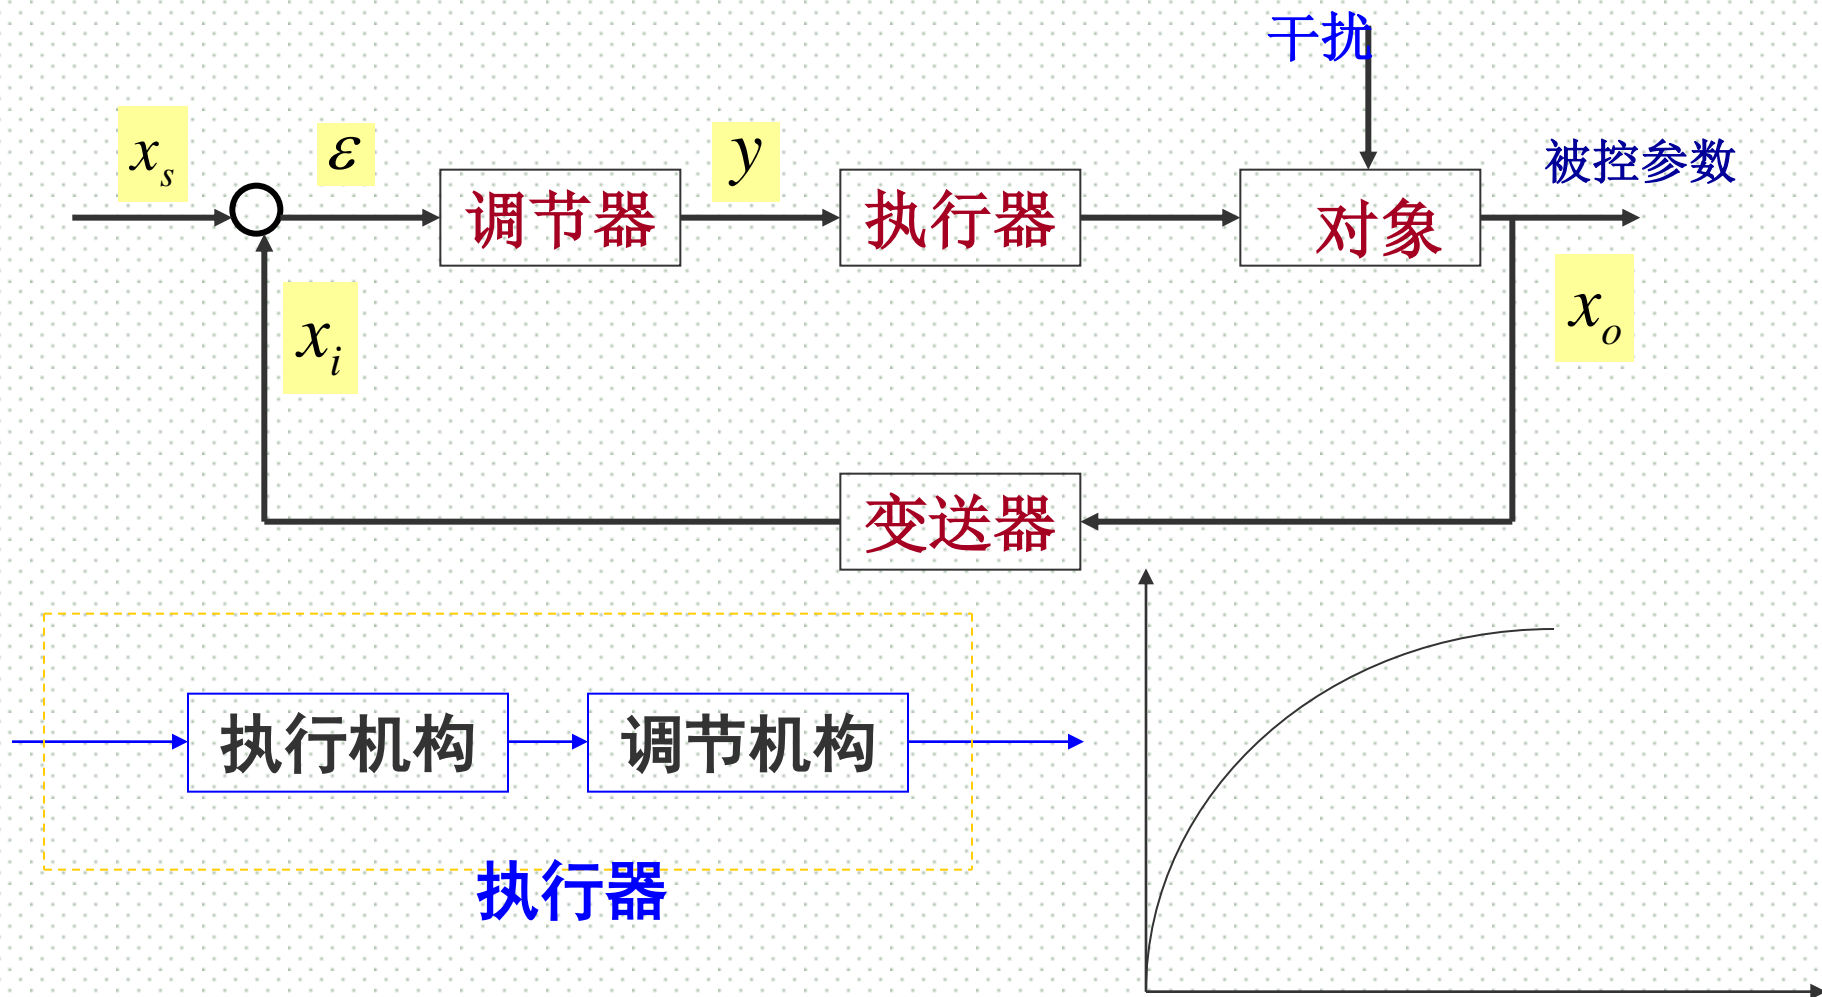 干扰
x_s
ε
y
被控参数
调节器
执行器
对象
x_i
x_o
变送器
执行机构
调节机构
执行器